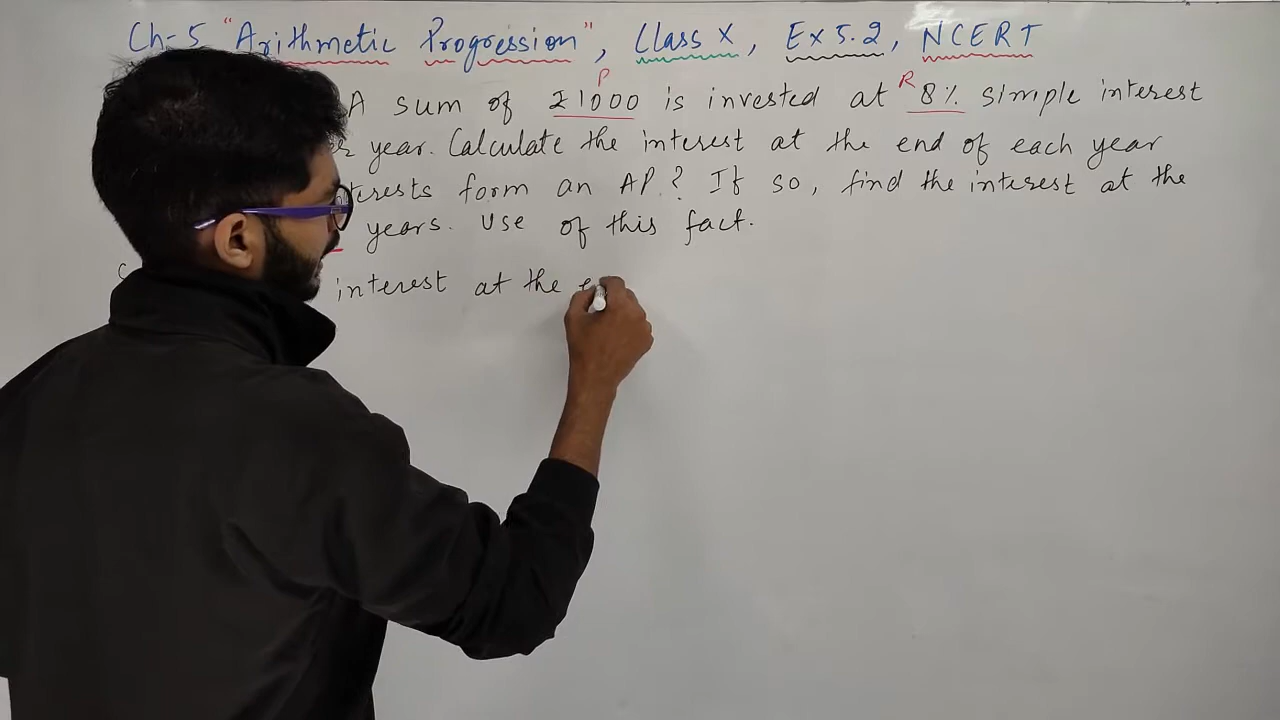 Ch-5 "Arithmetic Progression", Class X, Ex 5.2, NCERT
P R
A sum of ₹1000 is invested at 8% simple interest
year. Calculate the interest at the end of each year
form an AP? If so, find the interest at the
years. Use of this fact.
interest at the